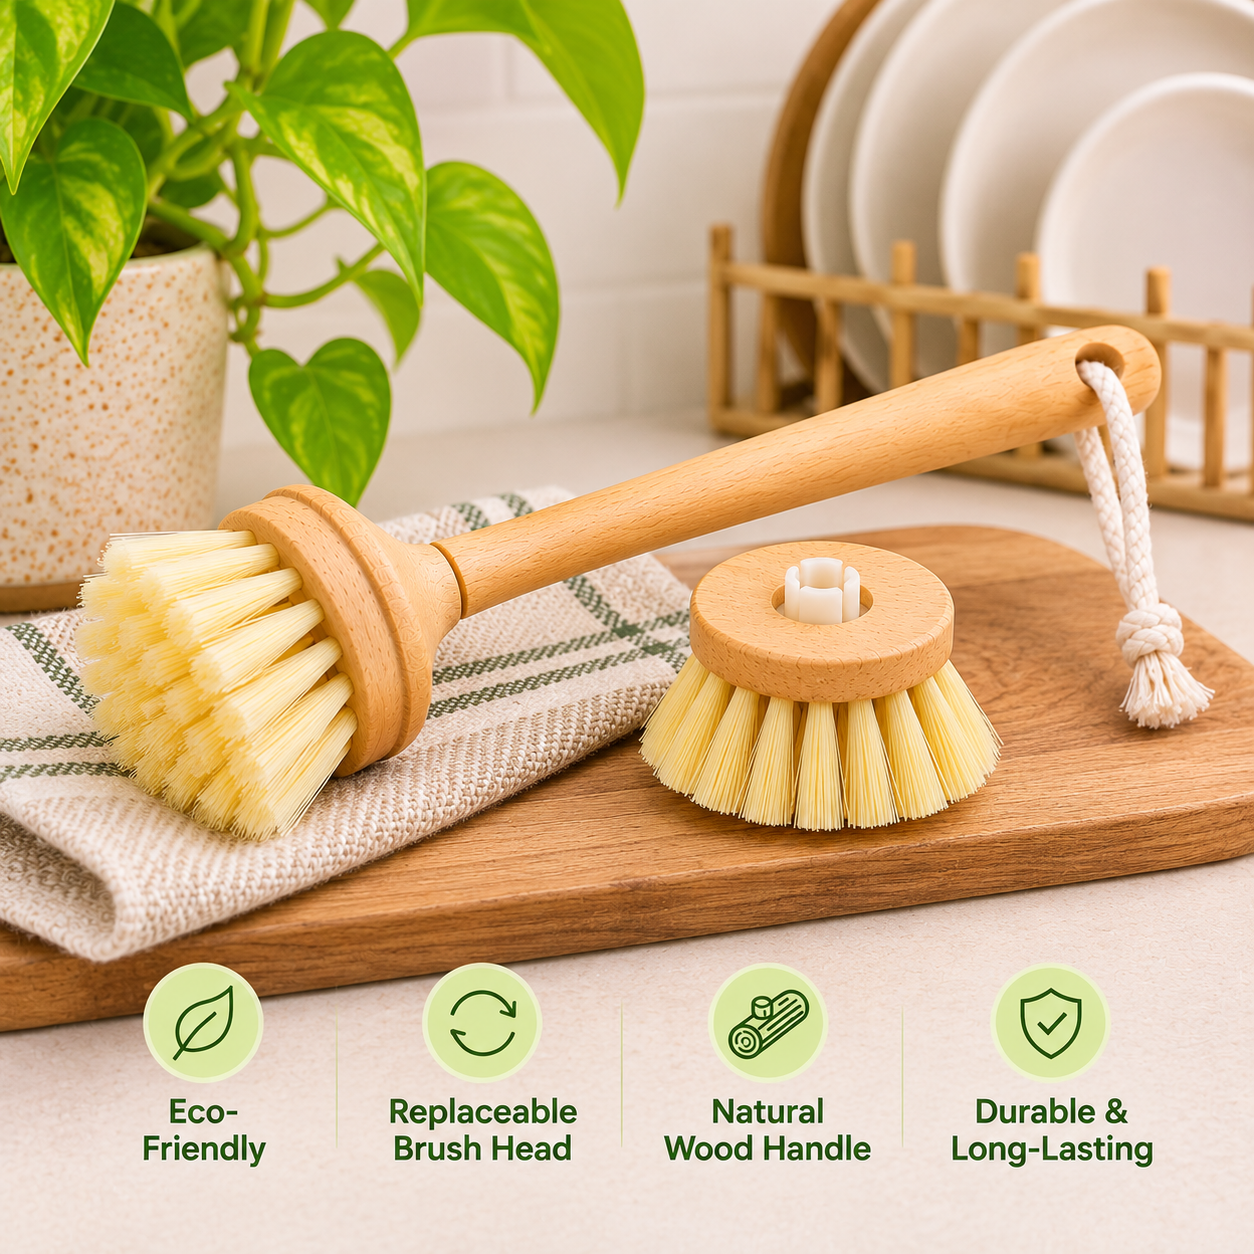 Eco-
Friendly
Replaceable
Brush Head
Natural
Wood Handle
Durable &
Long-Lasting